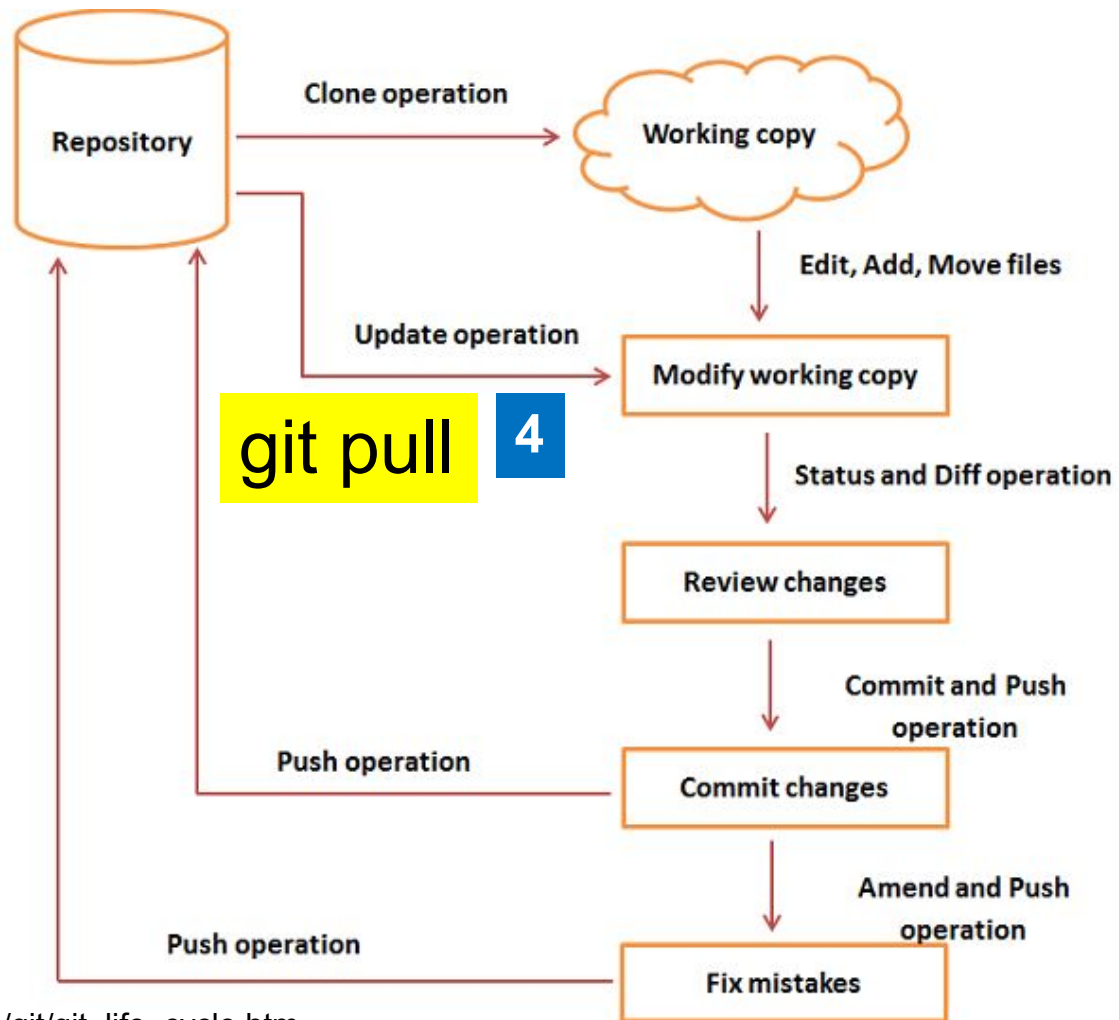 Clone operation
Repository
Working copy
Edit, Add, Move files
Update operation
Modify working copy
git pull
4
Status and Diff operation
Review changes
Commit and Push
operation
Push operation
Commit changes
Amend and Push
operation
Push operation
Fix mistakes